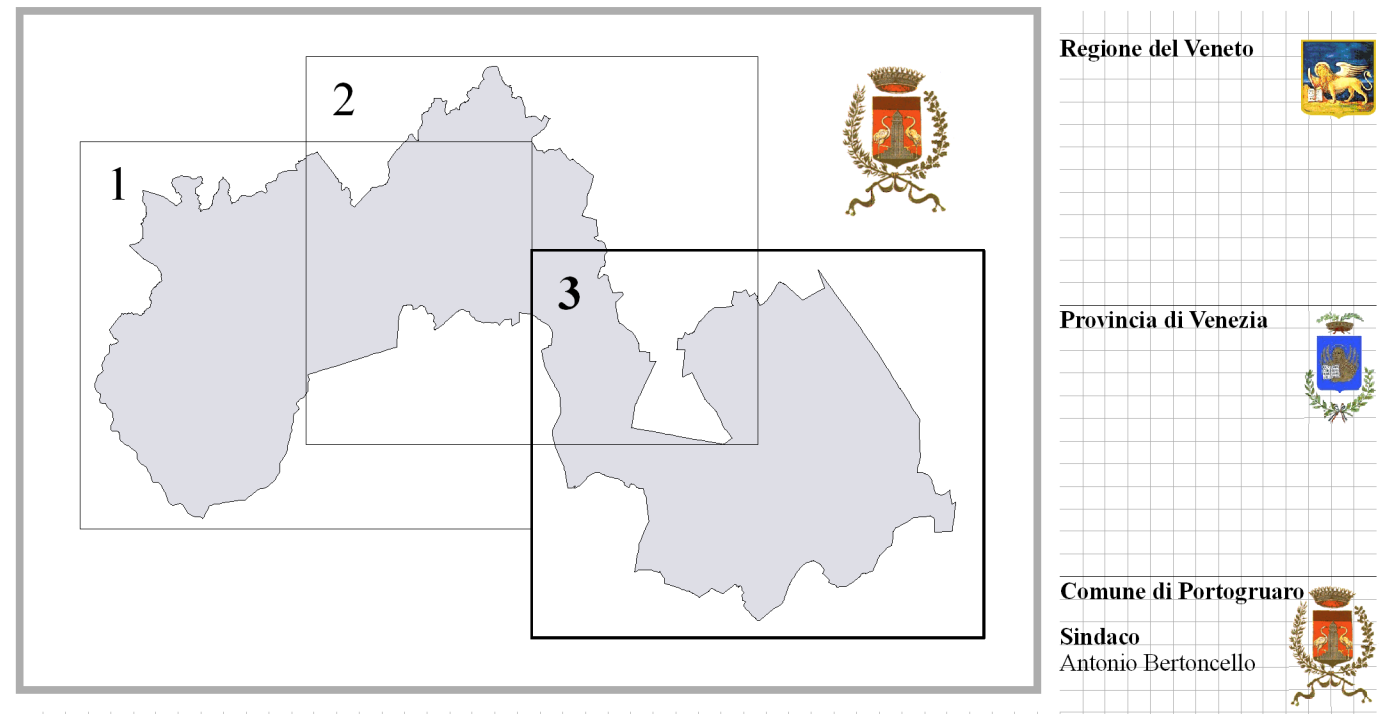 1
2
3
Regione del Veneto
Provincia di Venezia
Comune di Portogruaro
Sindaco
Antonio Bertoncello